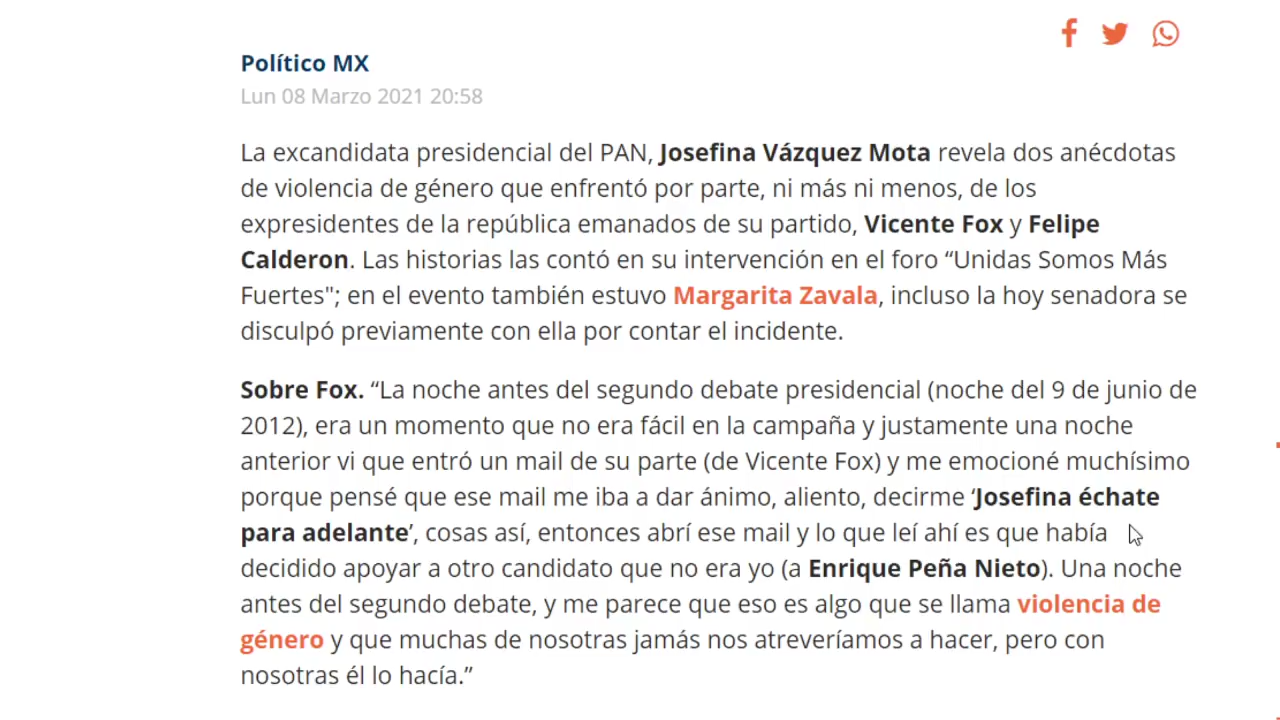 Político MX
Lun 08 Marzo 2021 20:58
La excandidata presidencial del PAN, Josefina Vázquez Mota revela dos anécdotas
de violencia de género que enfrentó por parte, ni más ni menos, de los
expresidentes de la república emanados de su partido, Vicente Fox y Felipe
Calderon. Las historias las contó en su intervención en el foro “Unidas Somos Más
Fuertes"; en el evento también estuvo Margarita Zavala, incluso la hoy senadora se
disculpó previamente con ella por contar el incidente.
Sobre Fox. “La noche antes del segundo debate presidencial (noche del 9 de junio de
2012), era un momento que no era fácil en la campaña y justamente una noche
anterior vi que entró un mail de su parte (de Vicente Fox) y me emocioné muchísimo
porque pensé que ese mail me iba a dar ánimo, aliento, decirme ‘Josefina échate
para adelante’, cosas así, entonces abrí ese mail y lo que leí ahí es que había
decidido apoyar a otro candidato que no era yo (a Enrique Peña Nieto). Una noche
antes del segundo debate, y me parece que eso es algo que se llama violencia de
género y que muchas de nosotras jamás nos atreveríamos a hacer, pero con
nosotras él lo hacía.”